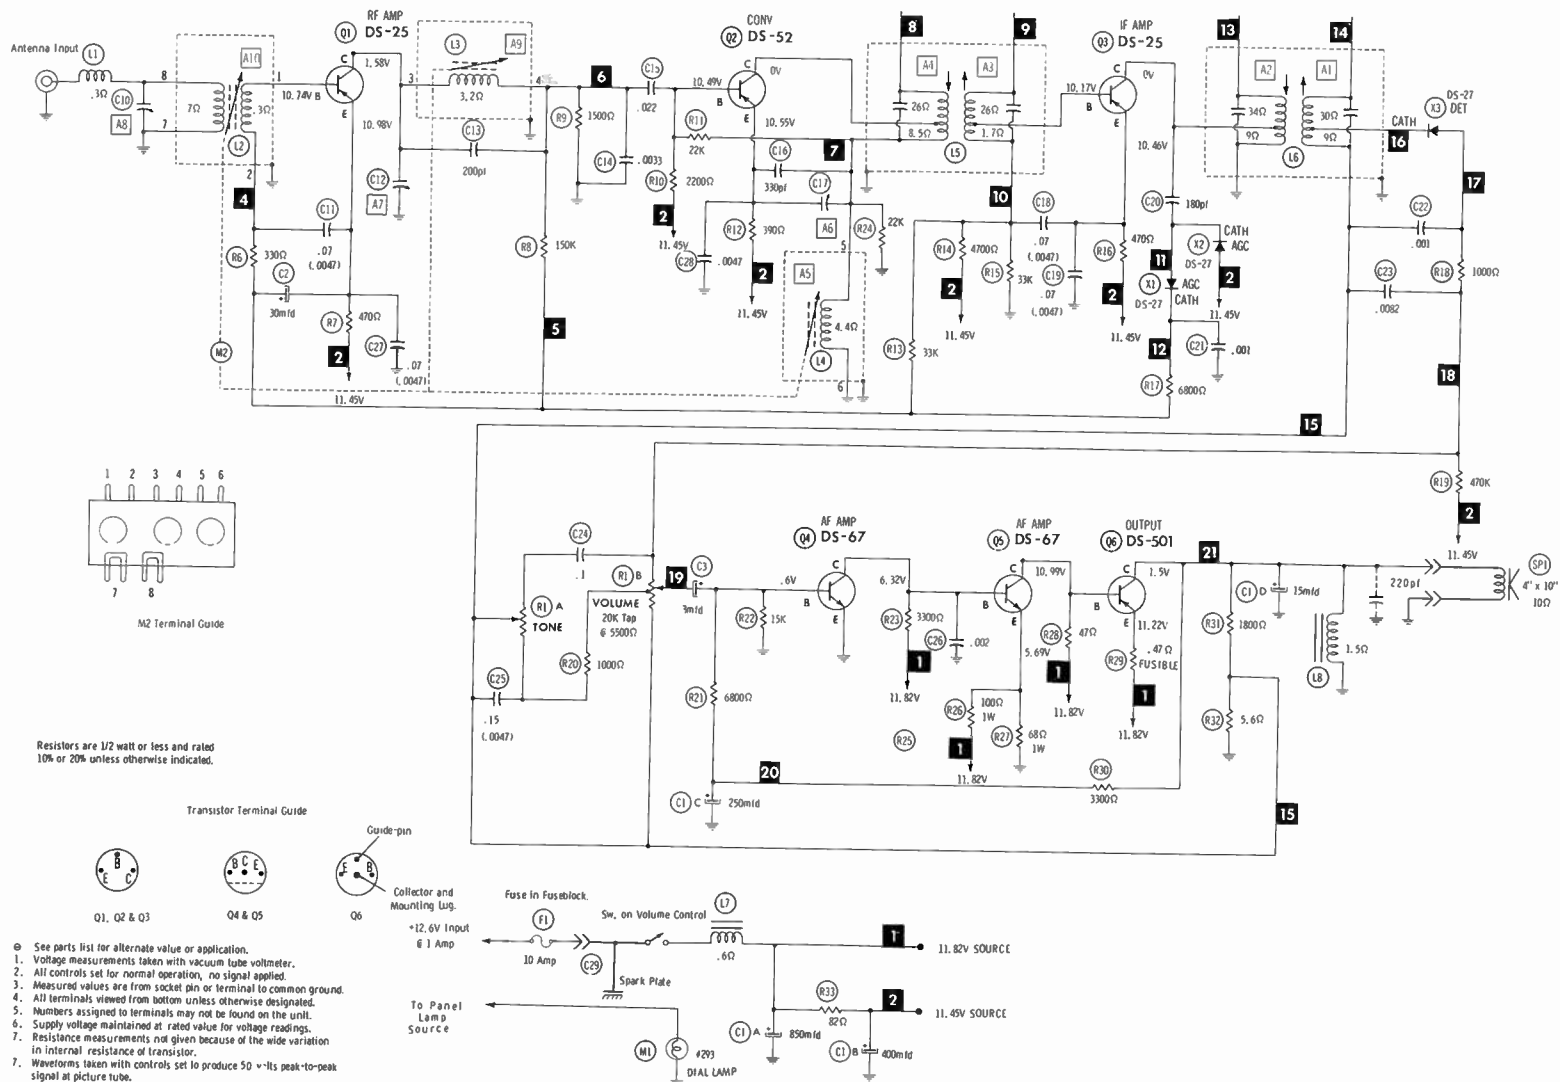 RF AMP
Q1 DS-25
CONV
Q2 DS-52
IF AMP
Q3 DS-25
8
9
13
14
Antenna Input
L1
.3Ω
A10
8
7
7Ω
1
.3Ω
L2
2
C10
A8
C
1.58V
10.74V B
E
10.98V
L3
A9
3
4
3.2Ω
C13
200pf
C12
A7
6
C15
.022
R9
1500Ω
C14
.0033
R11
22K
R10
2200Ω
2
11.45V
C
0V
10.49V
B
E
10.55V
7
C16
330pf
C17
A6
R12
390Ω
C28
.0047
2
11.45V
22K
R24
5
A5
4.4Ω
L4
6
A4
A3
26Ω
8.5Ω
26Ω
1.7Ω
L5
10
C
0V
10.17V
B
E
10.46V
C18
.07
(.0047)
C19
.07
(.0047)
R14
4700Ω
2
11.45V
R15
33K
R16
470Ω
2
11.45V
R13
33K
C20
180pf
CATH
X2 AGC
DS-27
11
X1 AGC
DS-27 CATH
2
11.45V
12
C21
.001
R17
6800Ω
A2
A1
34Ω
9Ω
30Ω
9Ω
L6
DS-27
X3 DET
CATH
16
17
C22
.001
R18
1000Ω
C23
.0082
18
15
4
C11
.07
(.0047)
R6
330Ω
C2
30mfd
R7
470Ω
2
C27
.07
(.0047)
11.45V
M2
R8
150K
5
1 2 3 4 5 6
7 8
M2 Terminal Guide
R19
470K
2
11.45V
C24
.1
R1 A
TONE
R1 B
VOLUME
20K Tap
@ 5500Ω
R20
1000Ω
C25
.15
(.0047)
19
C3
3mfd
AF AMP
Q4 DS-67
.6V
B
C
E
6.32V
R22
15K
R21
6800Ω
R23
3300Ω
1
11.82V
C26
.002
AF AMP
Q5 DS-67
C
10.99V
B
E
5.69V
R28
47Ω
1
11.82V
R26
100Ω
1W
R25
R27
68Ω
1W
1
11.82V
OUTPUT
Q6 DS-501
C
1.5V
B
E
11.22V
.47Ω
R29 FUSIBLE
1
11.82V
21
C1 D
15mfd
R31
1800Ω
R32
5.6Ω
L8
1.5Ω
220pf
SP1
4" x 10"
10Ω
20
C1 C
250mfd
R30
3300Ω
15
Resistors are 1/2 watt or less and rated
10% or 20% unless otherwise indicated.
Transistor Terminal Guide
B
E C
Q1, Q2 & Q3
B C E
Q4 & Q5
Guide-pin
E B
Collector and
Mounting Lug.
Q6
Fuse in Fuseblock.
F1
10 Amp
+12.6V Input
@ 1 Amp
C29
Spark Plate
Sw. on Volume Control
L7
.6Ω
1
11.82V SOURCE
R33
82Ω
2
11.45V SOURCE
C1 A
850mfd
C1 B
400mfd
To Panel
Lamp
Source
M1
#293
DIAL LAMP
⊖ See parts list for alternate value or application.
1. Voltage measurements taken with vacuum tube voltmeter.
2. All controls set for normal operation, no signal applied.
3. Measured values are from socket pin or terminal to common ground.
4. All terminals viewed from bottom unless otherwise designated.
5. Numbers assigned to terminals may not be found on the unit.
6. Supply voltage maintained at rated value for voltage readings.
7. Resistance measurements not given because of the wide variation
in internal resistance of transistor.
7. Waveforms taken with controls set to produce 50 v-lts peak-to-peak
signal at picture tube.